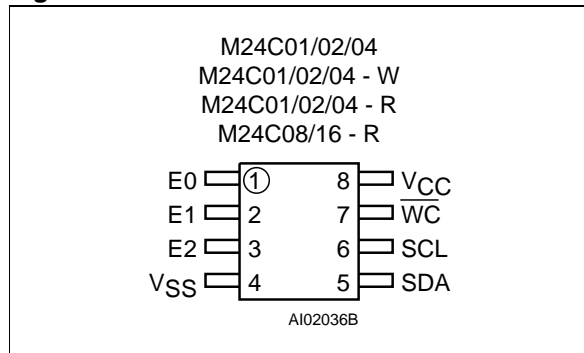 M24C01/02/04
M24C01/02/04 - W
M24C01/02/04 - R
M24C08/16 - R
E0 1 8 VCC
E1 2 7 W̅C̅
E2 3 6 SCL
VSS 4 5 SDA
AI02036B